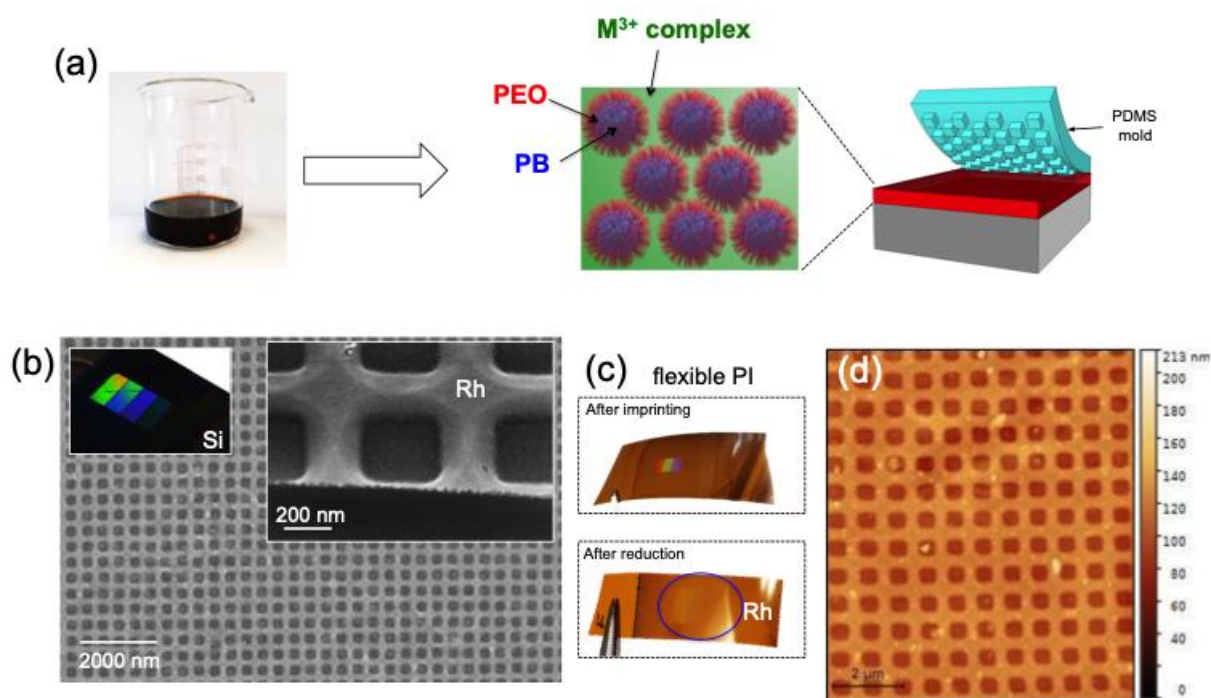 (a)
M³⁺ complex
PEO
PB
PDMS
mold
(b)
Si
Rh
200 nm
2000 nm
(c)
flexible PI
After imprinting
After reduction
Rh
(d)
2 μm
213 nm
200
180
160
140
120
100
80
60
40
20
0